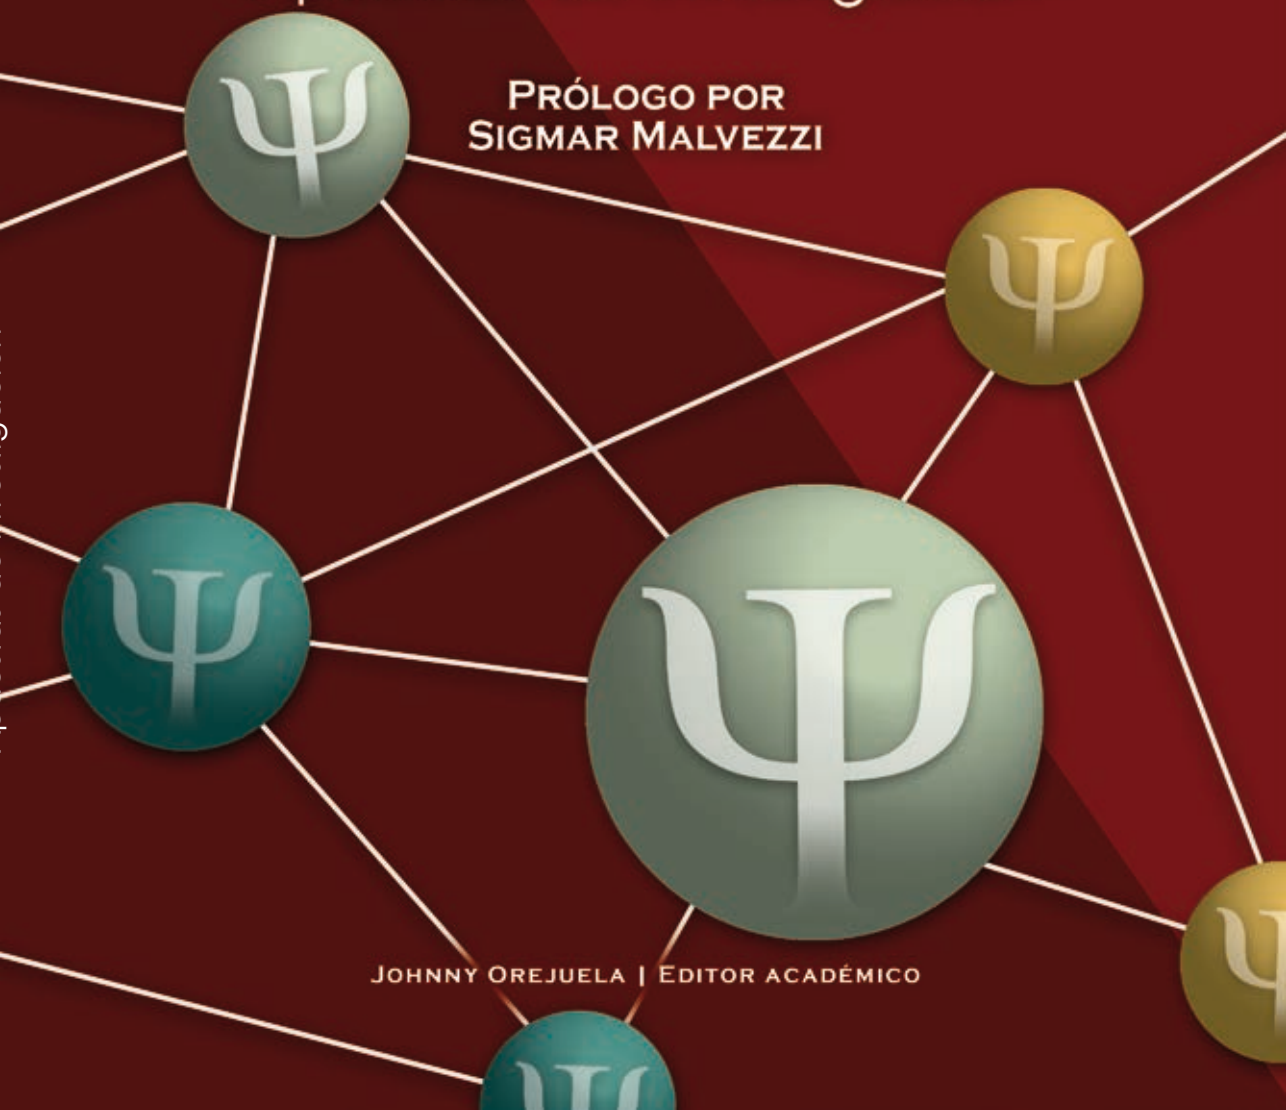 PRÓLOGO POR
SIGMAR MALVEZZI
Ψ
Ψ
Ψ
Ψ
JOHNNY OREJUELA | EDITOR ACADÉMICO